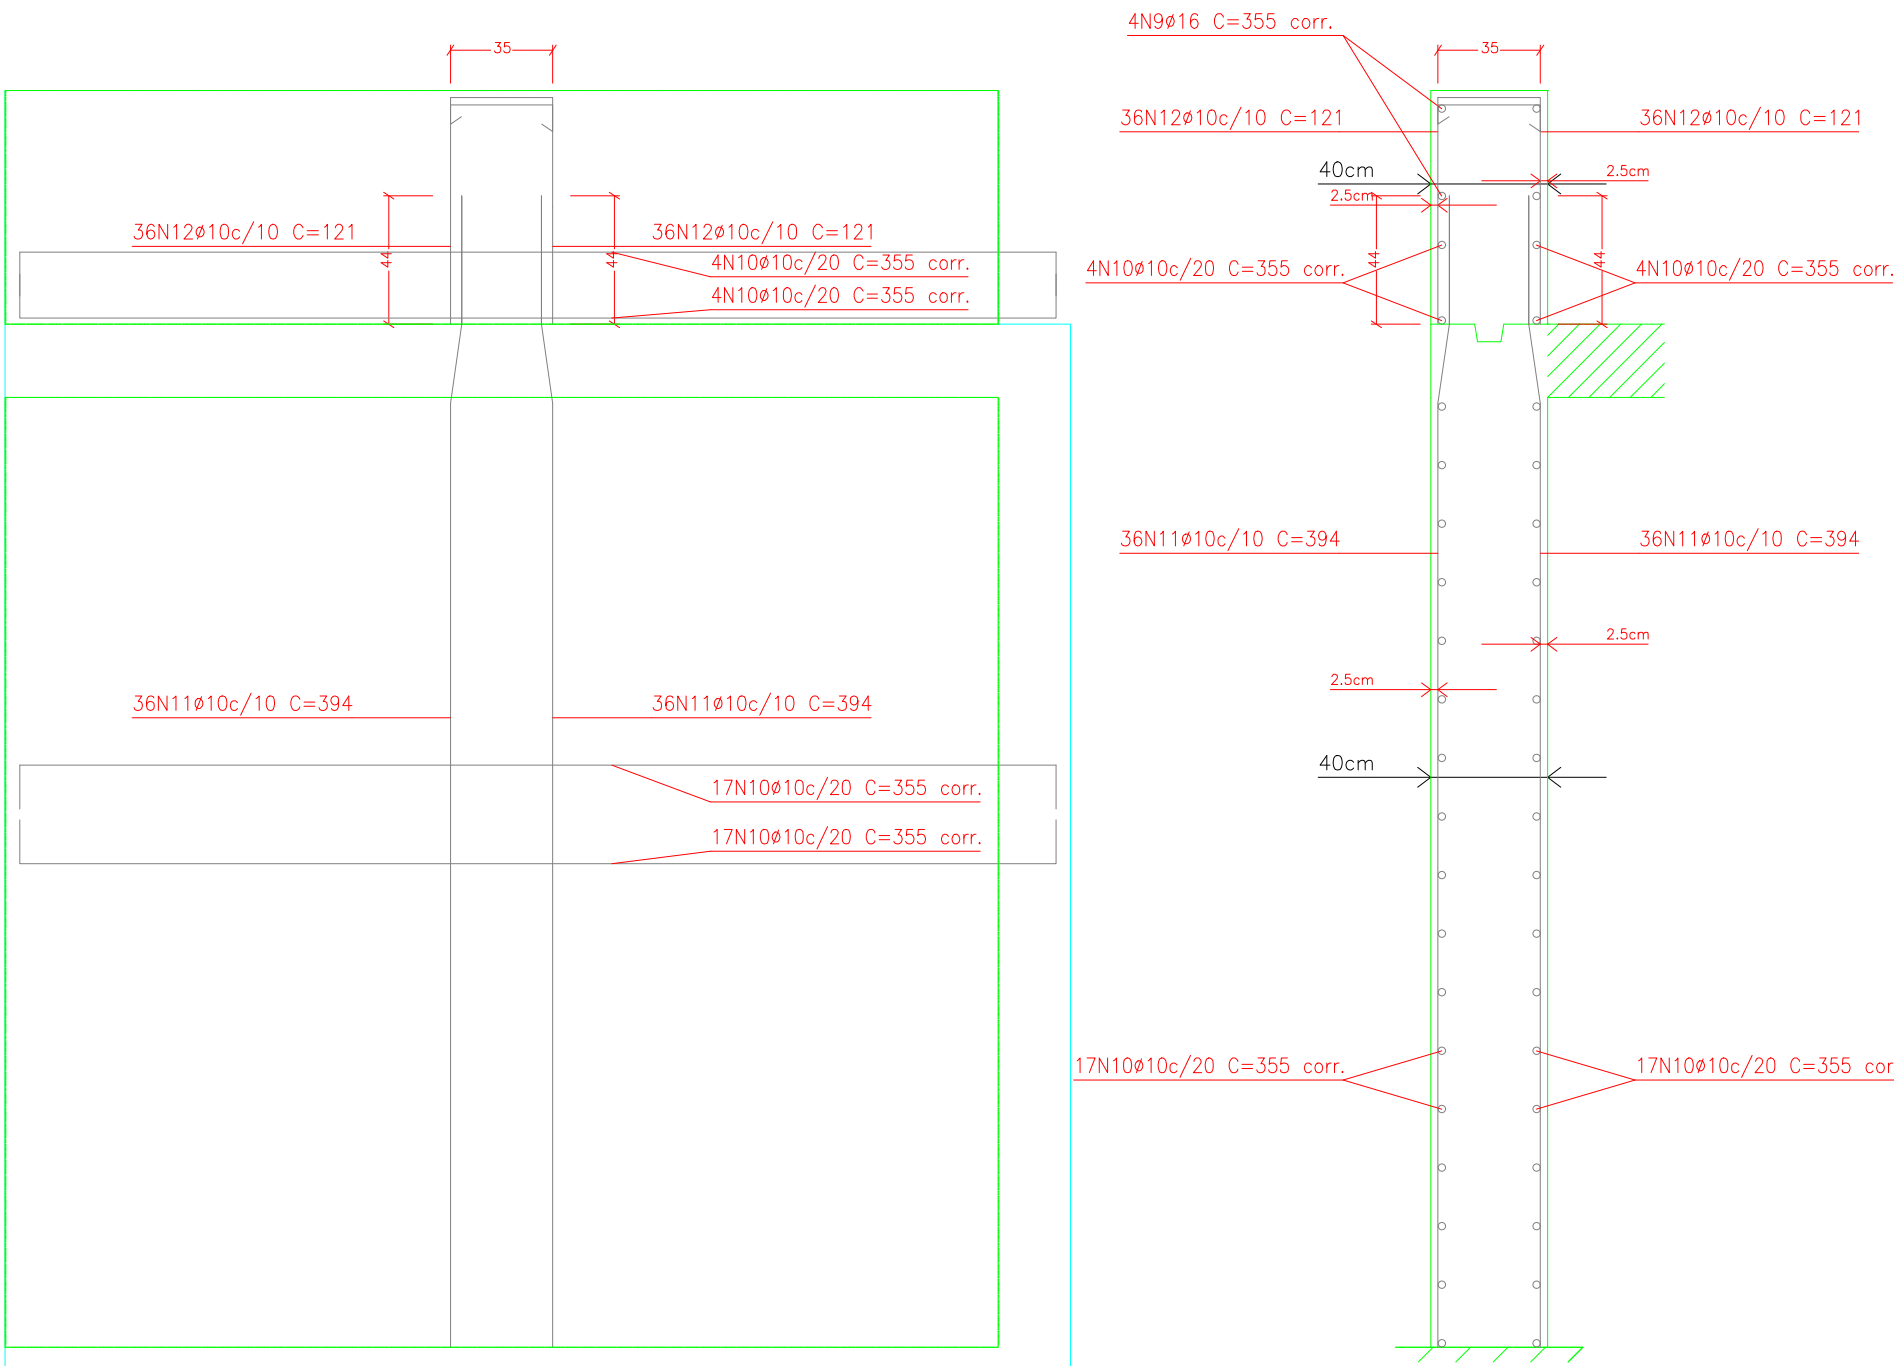 4N9ø16 C=355 corr.
35
35
36N12ø10c/10 C=121
36N12ø10c/10 C=121
40cm
2.5cm
2.5cm
36N12ø10c/10 C=121
36N12ø10c/10 C=121
44
44
44
44
4N10ø10c/20 C=355 corr.
4N10ø10c/20 C=355 corr.
4N10ø10c/20 C=355 corr.
4N10ø10c/20 C=355 corr.
36N11ø10c/10 C=394
36N11ø10c/10 C=394
2.5cm
2.5cm
36N11ø10c/10 C=394
36N11ø10c/10 C=394
40cm
17N10ø10c/20 C=355 corr.
17N10ø10c/20 C=355 corr.
17N10ø10c/20 C=355 corr.
17N10ø10c/20 C=355 cor